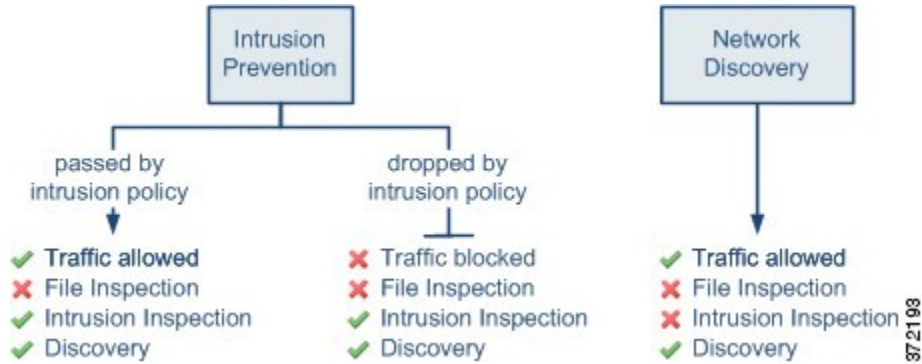 Intrusion
Prevention
Network
Discovery
passed by
intrusion policy
dropped by
intrusion policy
Traffic allowed
File Inspection
Intrusion Inspection
Discovery
Traffic blocked
File Inspection
Intrusion Inspection
Discovery
Traffic allowed
File Inspection
Intrusion Inspection
Discovery
372193